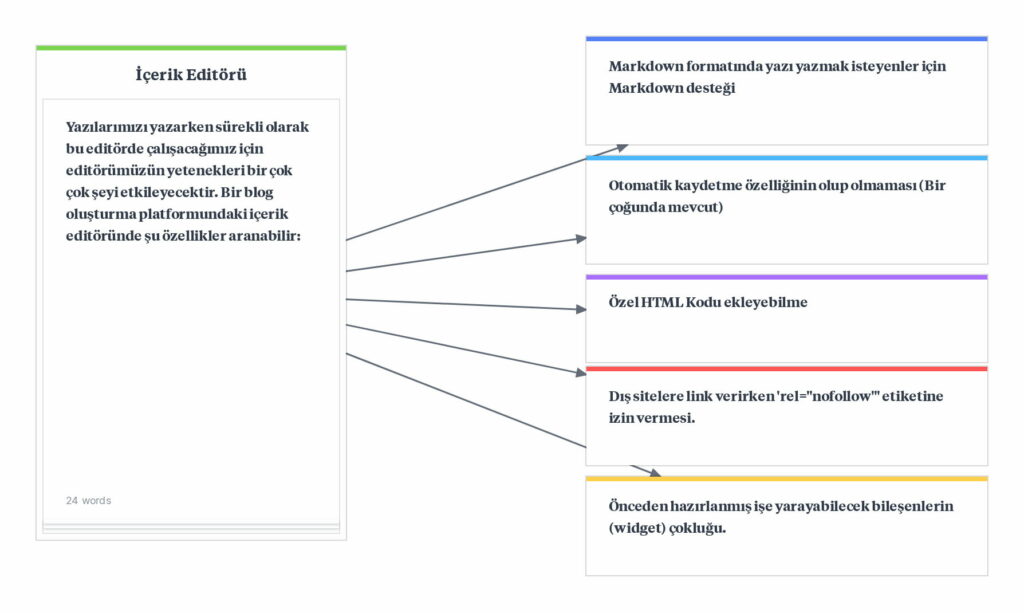 İçerik Editörü
Yazılarımızı yazarken sürekli olarak
bu editörde çalışacağımız için
editörümüzün yetenekleri bir çok
çok şeyi etkileyecektir. Bir blog
oluşturma platformundaki içerik
editöründe şu özellikler aranabilir:
24 words
Markdown formatında yazı yazmak isteyenler için
Markdown desteği
Otomatik kaydetme özelliğinin olup olmaması (Bir
çoğunda mevcut)
Özel HTML Kodu ekleyebilme
Dış sitelere link verirken 'rel="nofollow"' etiketine
izin vermesi.
Önceden hazırlanmış işe yarayabilecek bileşenlerin
(widget) çokluğu.